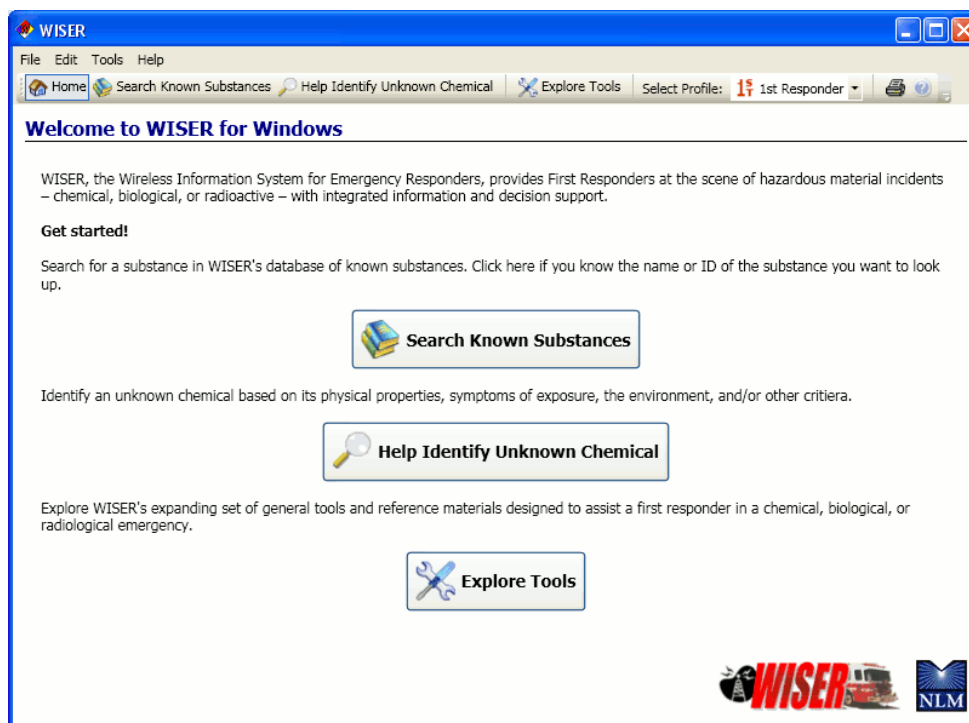 WISER
File Edit Tools Help
Home Search Known Substances Help Identify Unknown Chemical Explore Tools Select Profile: 1ST 1st Responder
Welcome to WISER for Windows
WISER, the Wireless Information System for Emergency Responders, provides First Responders at the scene of hazardous material incidents
– chemical, biological, or radioactive – with integrated information and decision support.
Get started!
Search for a substance in WISER's database of known substances. Click here if you know the name or ID of the substance you want to look
up.
Search Known Substances
Identify an unknown chemical based on its physical properties, symptoms of exposure, the environment, and/or other critiera.
Help Identify Unknown Chemical
Explore WISER's expanding set of general tools and reference materials designed to assist a first responder in a chemical, biological, or
radiological emergency.
Explore Tools
WISER NLM